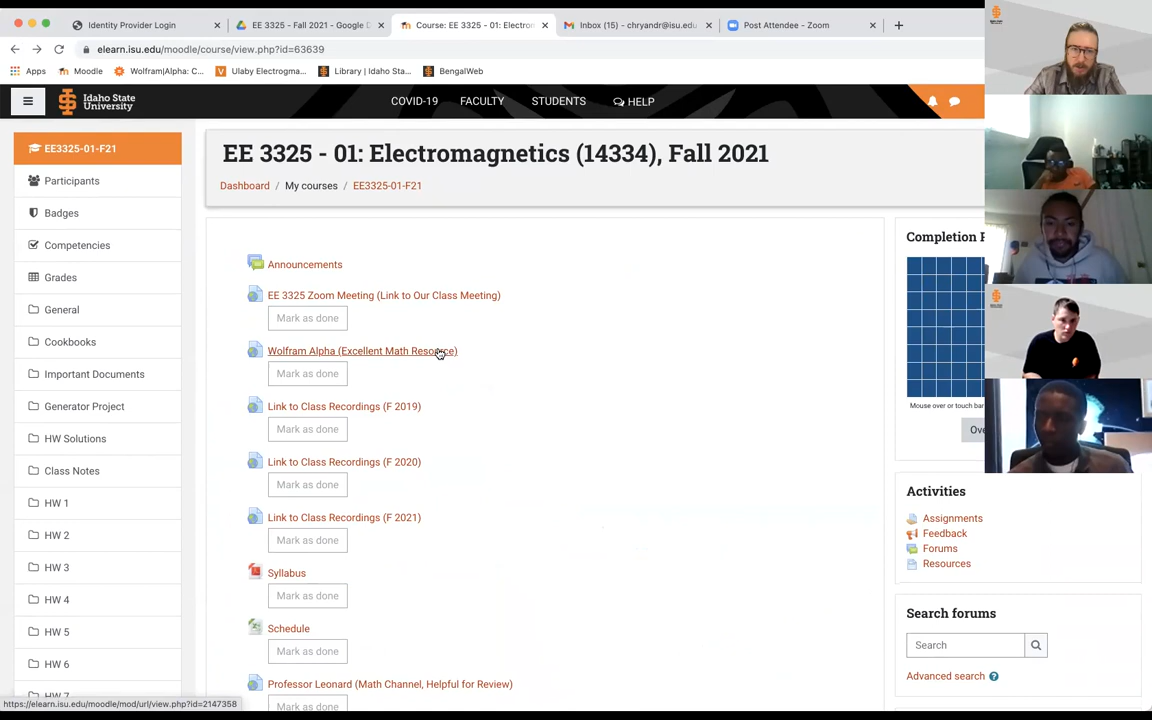 Identity Provider Login
EE 3325 - Fall 2021 - Google D
Course: EE 3325 - 01: Electron
Inbox (15) - chryandr@isu.edu
Post Attendee - Zoom
elearn.isu.edu/moodle/course/view.php?id=63639
Apps
Moodle
Wolfram|Alpha: C...
Ulaby Electrogma...
Library | Idaho Sta...
BengalWeb
Idaho State
University
COVID-19
FACULTY
STUDENTS
HELP
EE3325-01-F21
Participants
Badges
Competencies
Grades
General
Cookbooks
Important Documents
Generator Project
HW Solutions
Class Notes
HW 1
HW 2
HW 3
HW 4
HW 5
HW 6
HW 7
EE 3325 - 01: Electromagnetics (14334), Fall 2021
Dashboard / My courses / EE3325-01-F21
Announcements
EE 3325 Zoom Meeting (Link to Our Class Meeting)
Mark as done
Wolfram Alpha (Excellent Math Resource)
Mark as done
Link to Class Recordings (F 2019)
Mark as done
Link to Class Recordings (F 2020)
Mark as done
Link to Class Recordings (F 2021)
Mark as done
Syllabus
Mark as done
Schedule
Mark as done
Professor Leonard (Math Channel, Helpful for Review)
Mark as done
Completion
Mouse over or touch bar
Ove
Activities
Assignments
Feedback
Forums
Resources
Search forums
Search
Advanced search
https://elearn.isu.edu/moodle/mod/url/view.php?id=2147358